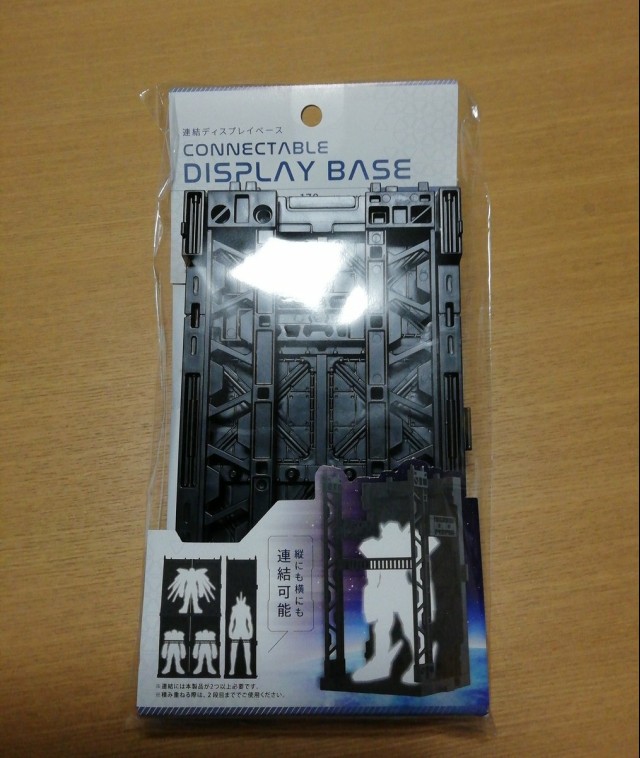 連結ディスプレイベース
CONNECTABLE
DISPLAY BASE
縦にも横にも
連結可能
※連結には本製品が2つ以上必要です。
※積み重ねる際は、2段目まででご使用ください。